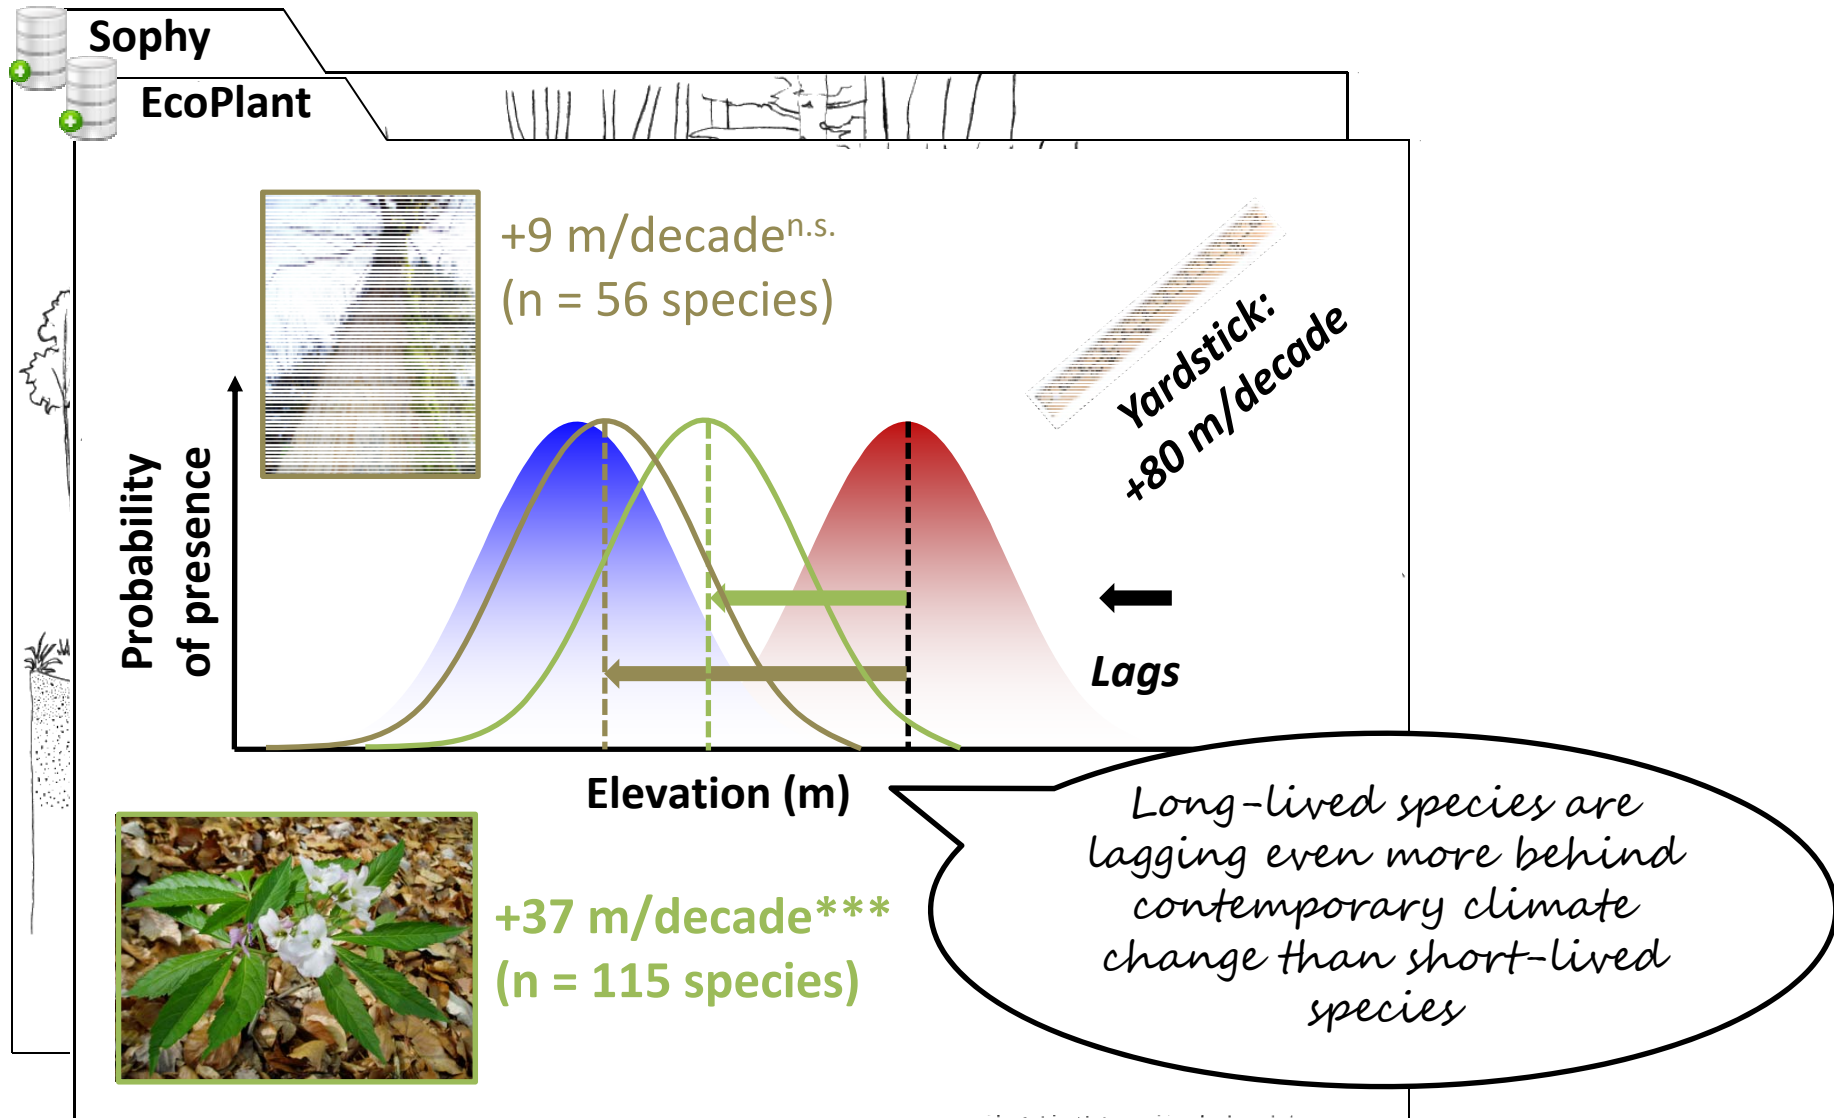 Sophy
EcoPlant
+9 m/decadeⁿ·ˢ·
(n = 56 species)
Yardstick:
+80 m/decade
Probability
of presence
Lags
Elevation (m)
Long-lived species are
lagging even more behind
contemporary climate
change than short-lived
species
+37 m/decade***
(n = 115 species)